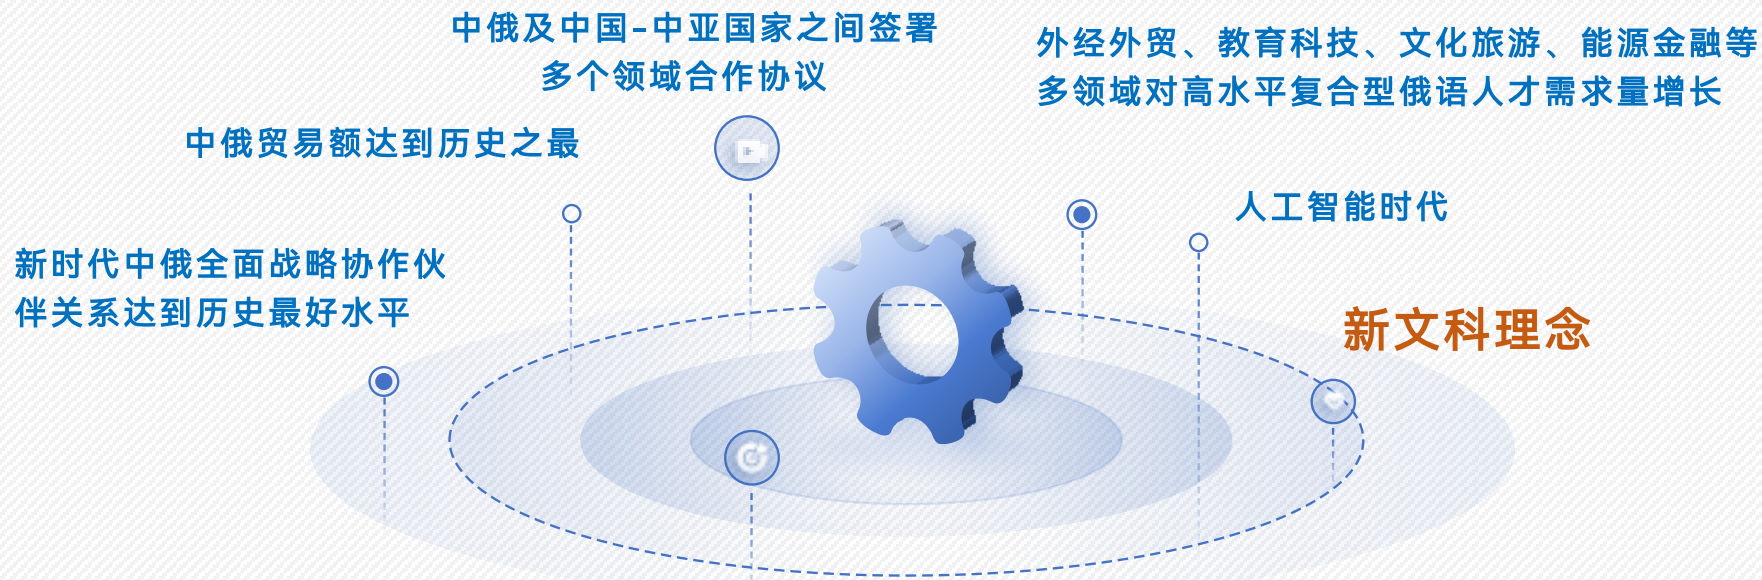 中俄及中国-中亚国家之间签署
多个领域合作协议
外经外贸、教育科技、文化旅游、能源金融等
多领域对高水平复合型俄语人才需求量增长
中俄贸易额达到历史之最
人工智能时代
新时代中俄全面战略协作伙
伴关系达到历史最好水平
新文科理念